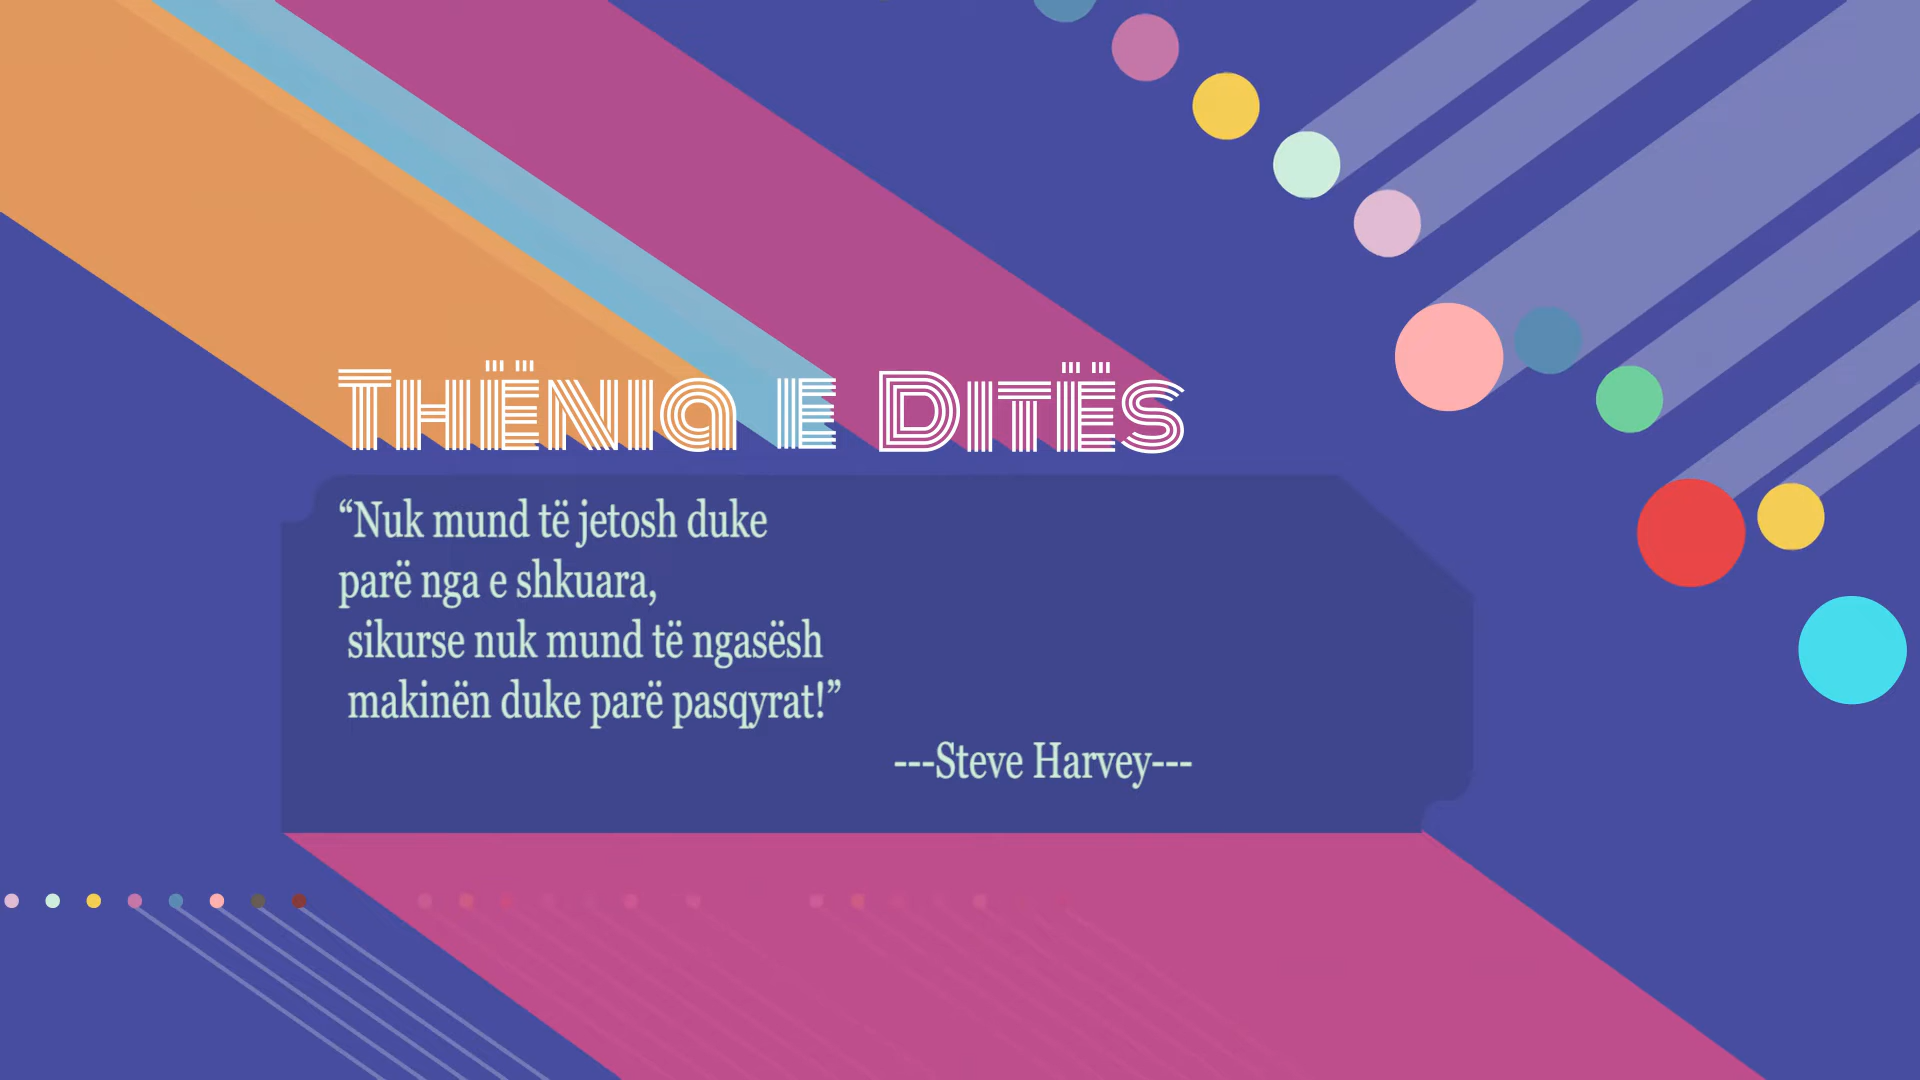 Thënia e Ditës
“Nuk mund të jetosh duke
parë nga e shkuara,
sikurse nuk mund të ngasësh
makinën duke parë pasqyrat!”
---Steve Harvey---